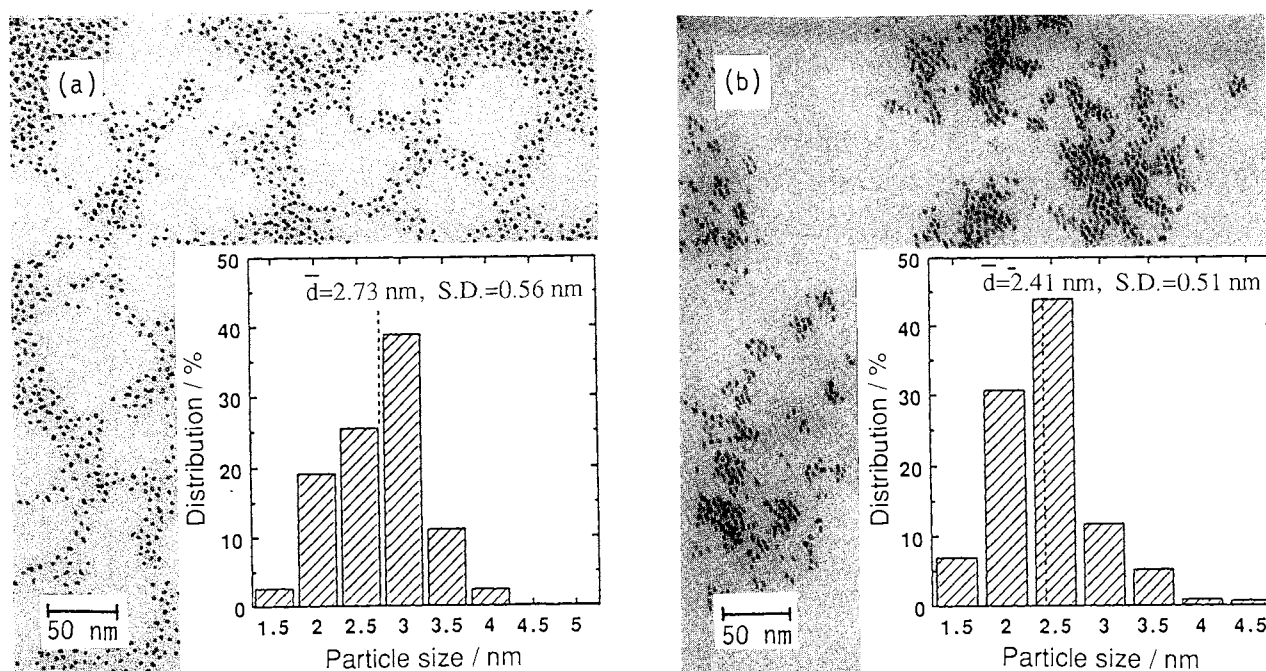 (a)
50
d̄=2.73 nm, S.D.=0.56 nm
40
30
20
10
0
Distribution / %
1.5 2 2.5 3 3.5 4 4.5 5
Particle size / nm
50 nm
(b)
50
d̄=2.41 nm, S.D.=0.51 nm
40
30
20
10
0
Distribution / %
1.5 2 2.5 3 3.5 4 4.5
Particle size / nm
50 nm